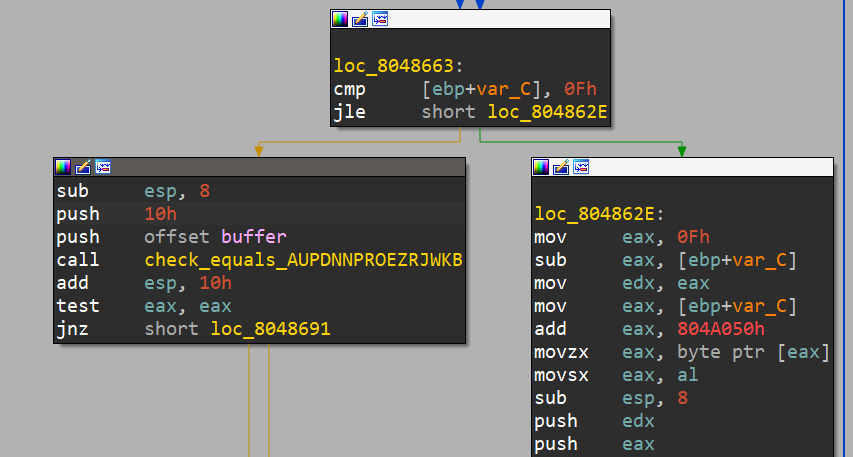 loc_8048663:
cmp [ebp+var_C], 0Fh
jle short loc_804862E
sub esp, 8
push 10h
push offset buffer
call check_equals_AUPDNNPROEZRJWKB
add esp, 10h
test eax, eax
jnz short loc_8048691
loc_804862E:
mov eax, 0Fh
sub eax, [ebp+var_C]
mov edx, eax
mov eax, [ebp+var_C]
add eax, 804A050h
movzx eax, byte ptr [eax]
movsx eax, al
sub esp, 8
push edx
push eax